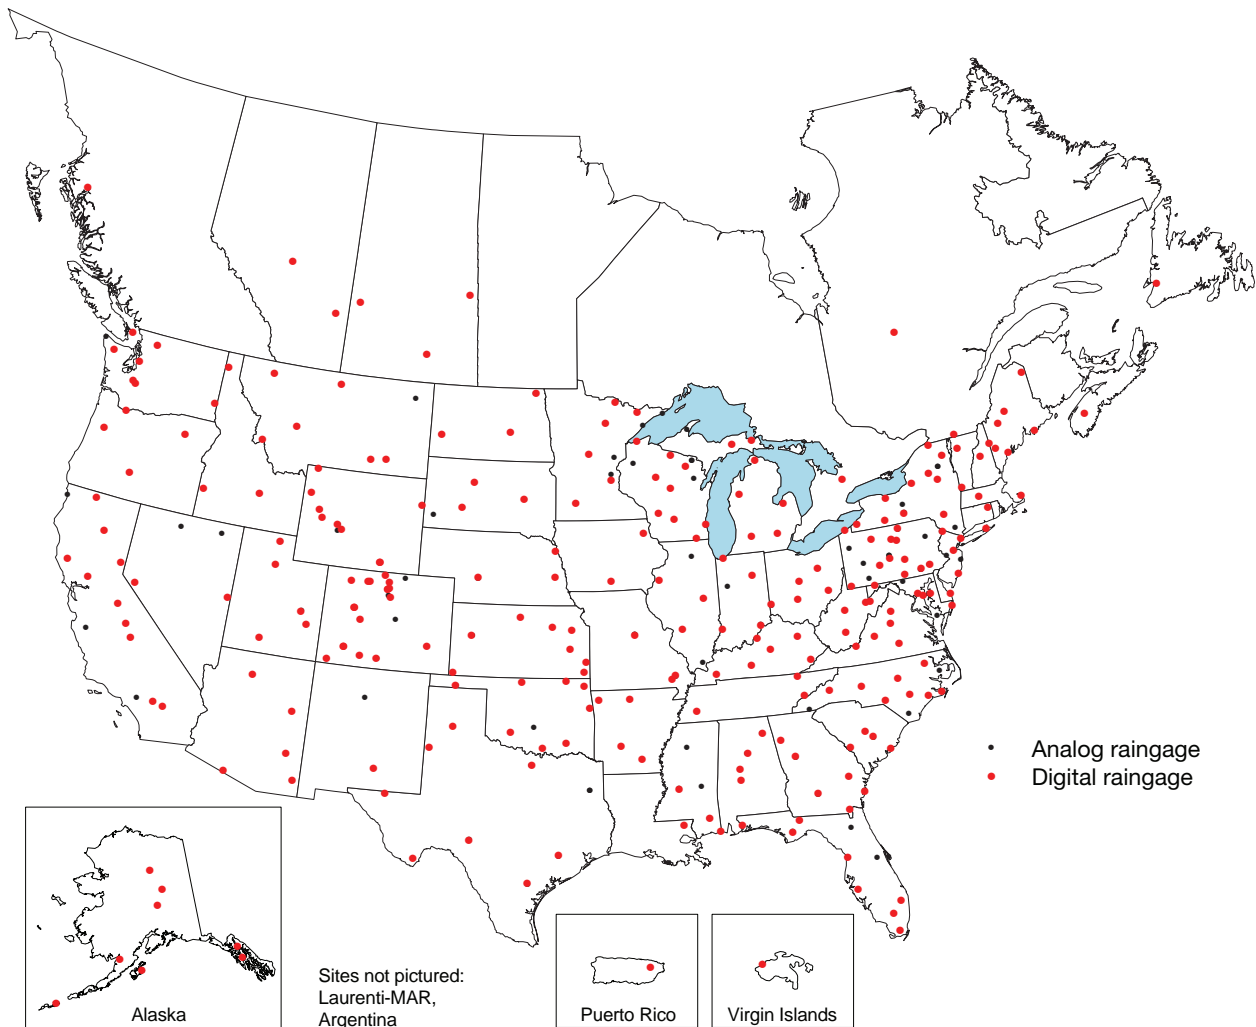 Analog raingage
Digital raingage
Alaska
Sites not pictured:
Laurenti-MAR,
Argentina
Puerto Rico
Virgin Islands